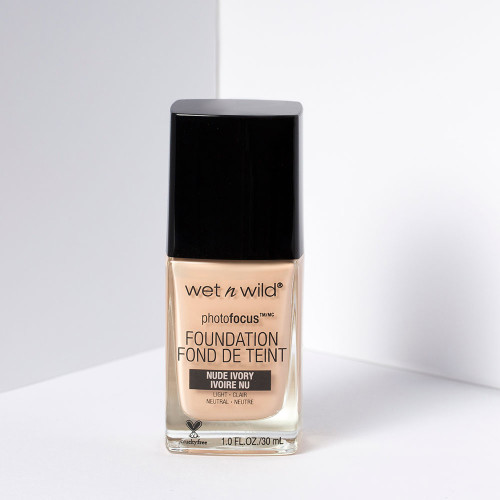 wet n wild®
photofocus™/MC
FOUNDATION
FOND DE TEINT
NUDE IVORY
IVOIRE NU
LIGHT • CLAIR
NEUTRAL • NEUTRE
crueltyfree
1.0 FL.OZ./30 mL